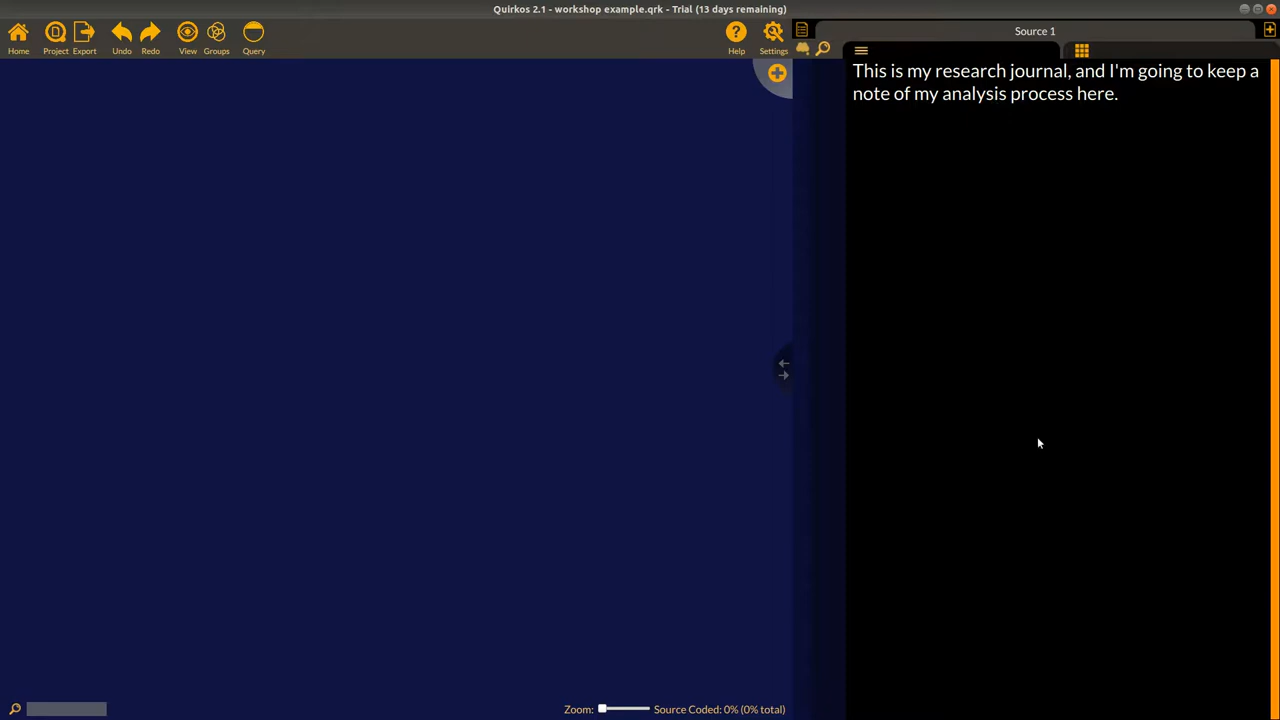 Quirkos 2.1 - workshop example.qrk - Trial (13 days remaining)
Home
Project
Export
Undo
Redo
View
Groups
Query
Help
Settings
Source 1
This is my research journal, and I'm going to keep a
note of my analysis process here.
Zoom:
Source Coded: 0% (0% total)